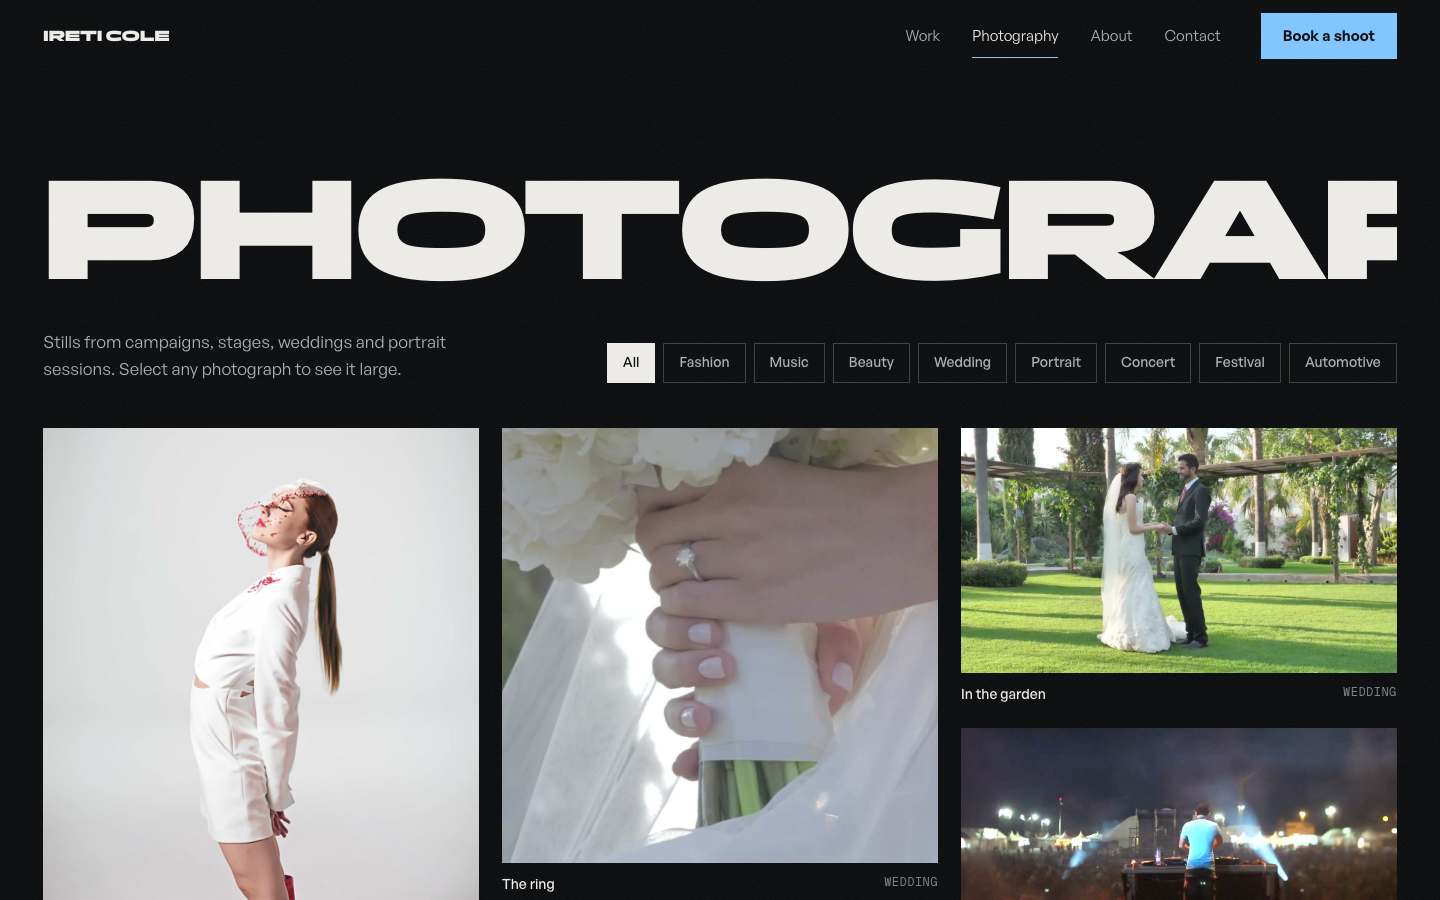 IRETI COLE
Work
Photography
About
Contact
Book a shoot
PHOTOGRAP
Stills from campaigns, stages, weddings and portrait
sessions. Select any photograph to see it large.
All
Fashion
Music
Beauty
Wedding
Portrait
Concert
Festival
Automotive
In the garden
WEDDING
The ring
WEDDING